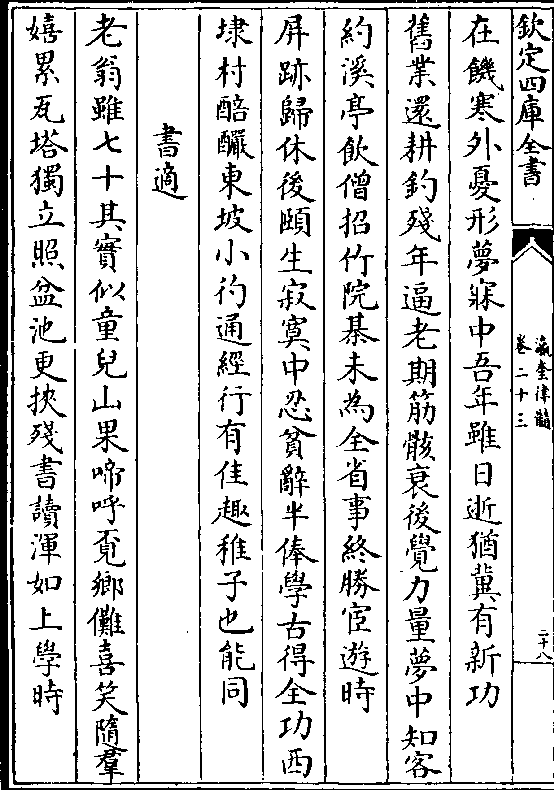 欽定四庫全書
瀛奎律髓
卷二十三
二十八
在饑寒外憂形夢寐中吾年雖日逝猶冀有新功
舊業還耕釣殘年逼老期筋骸衰後覺力量夢中知客
約溪亭飲僧招竹院棊未為全省事終勝宦遊時
屏跡歸休後頤生寂寞中忍貧辭半俸學古得全功西
埭村醅釅東坡小彴通經行有佳趣稚子也能同
書適
老翁雖七十其實似童兒山果啼呼覓鄉儺喜笑隨羣
嬉累瓦塔獨立照盆池更挾殘書讀渾如上學時